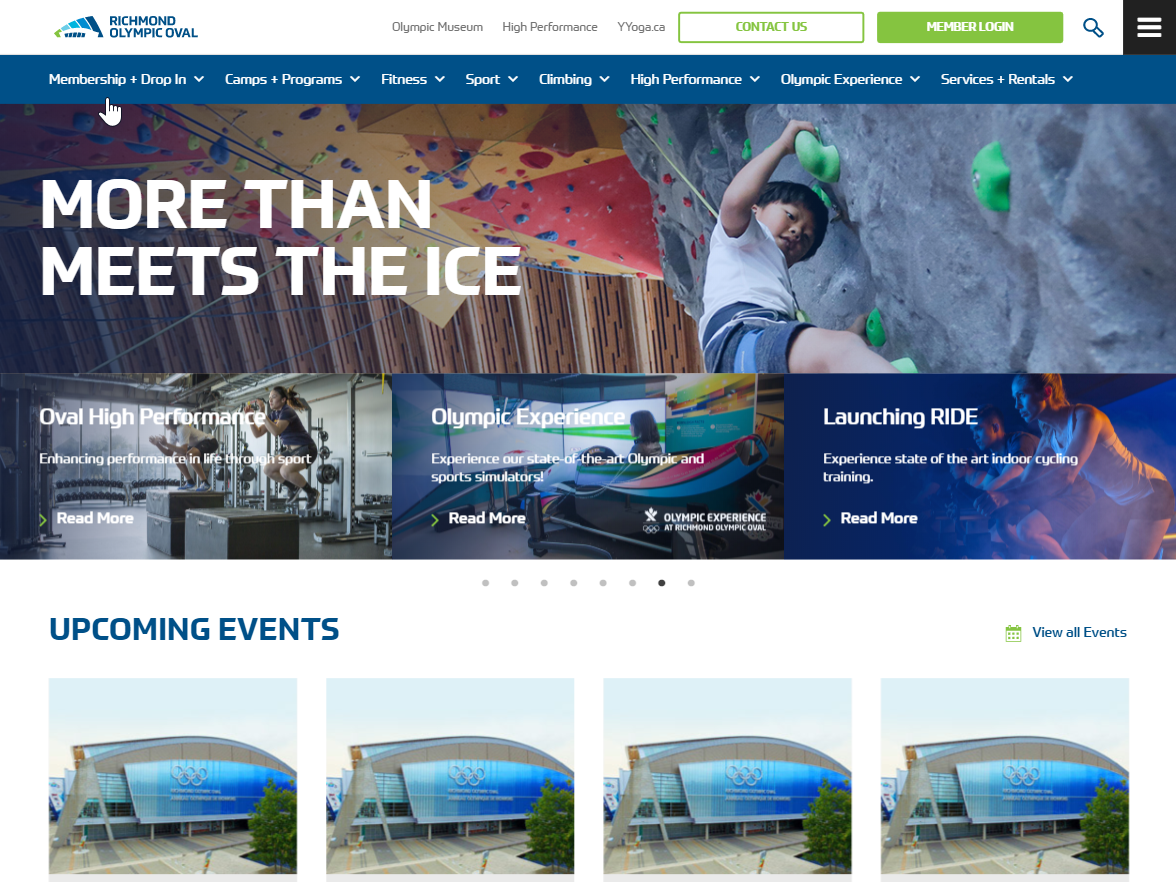 RICHMOND
OLYMPIC OVAL
Olympic Museum High Performance YYoga.ca CONTACT US MEMBER LOGIN
Membership + Drop In Camps + Programs Fitness Sport Climbing High Performance Olympic Experience Services + Rentals
MORE THAN
MEETS THE ICE
Oval High Performance
Enhancing performance in life through sport
Read More
Olympic Experience
Experience our state-of-the-art Olympic and
sports simulators!
Read More
OLYMPIC EXPERIENCE
AT RICHMOND OLYMPIC OVAL
Launching RIDE
Experience state of the art indoor cycling
training.
Read More
UPCOMING EVENTS
View all Events